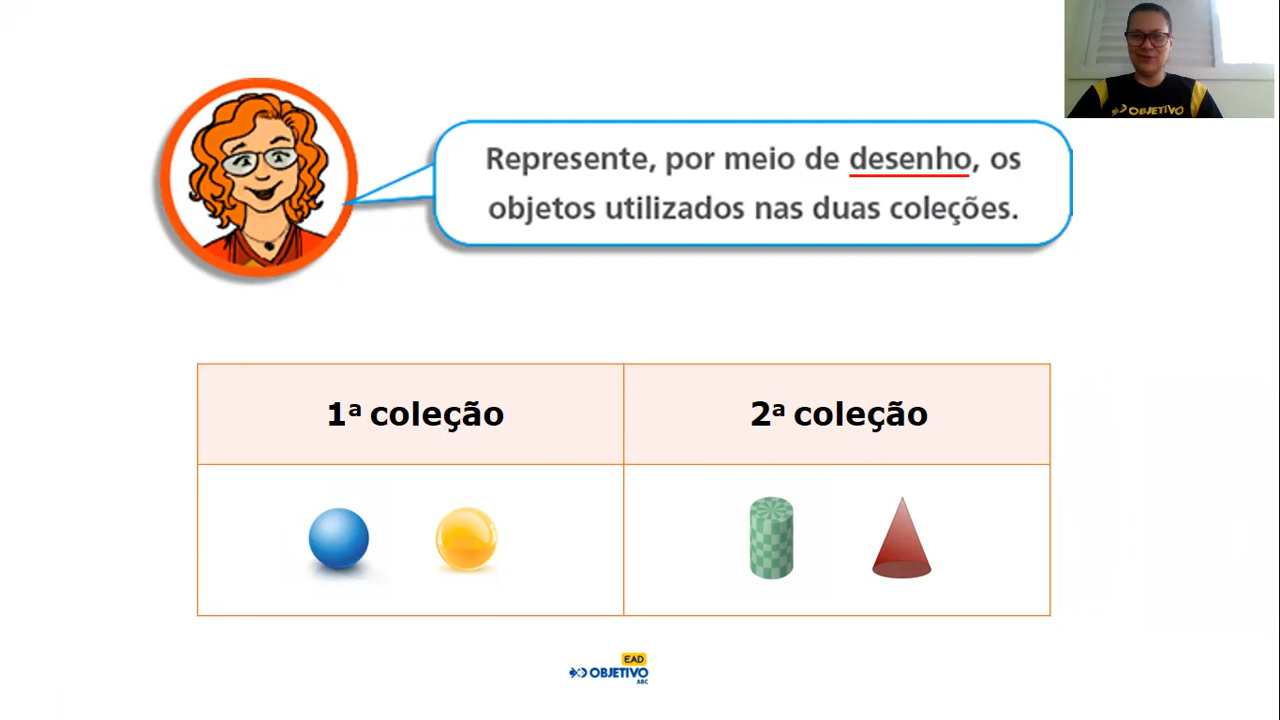 OBJETIVO
Represente, por meio de desenho, os
objetos utilizados nas duas coleções.
1ª coleção
2ª coleção
EAD
OBJETIVO
ABC